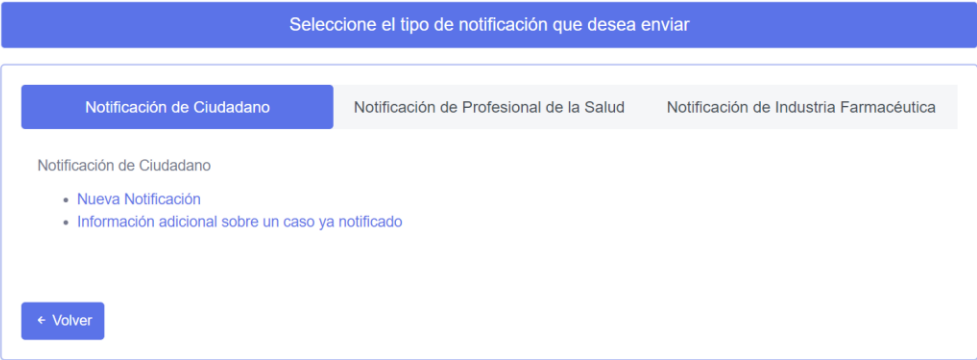 Seleccione el tipo de notificación que desea enviar
Notificación de Ciudadano
Notificación de Profesional de la Salud
Notificación de Industria Farmacéutica
Notificación de Ciudadano
• Nueva Notificación
• Información adicional sobre un caso ya notificado
← Volver